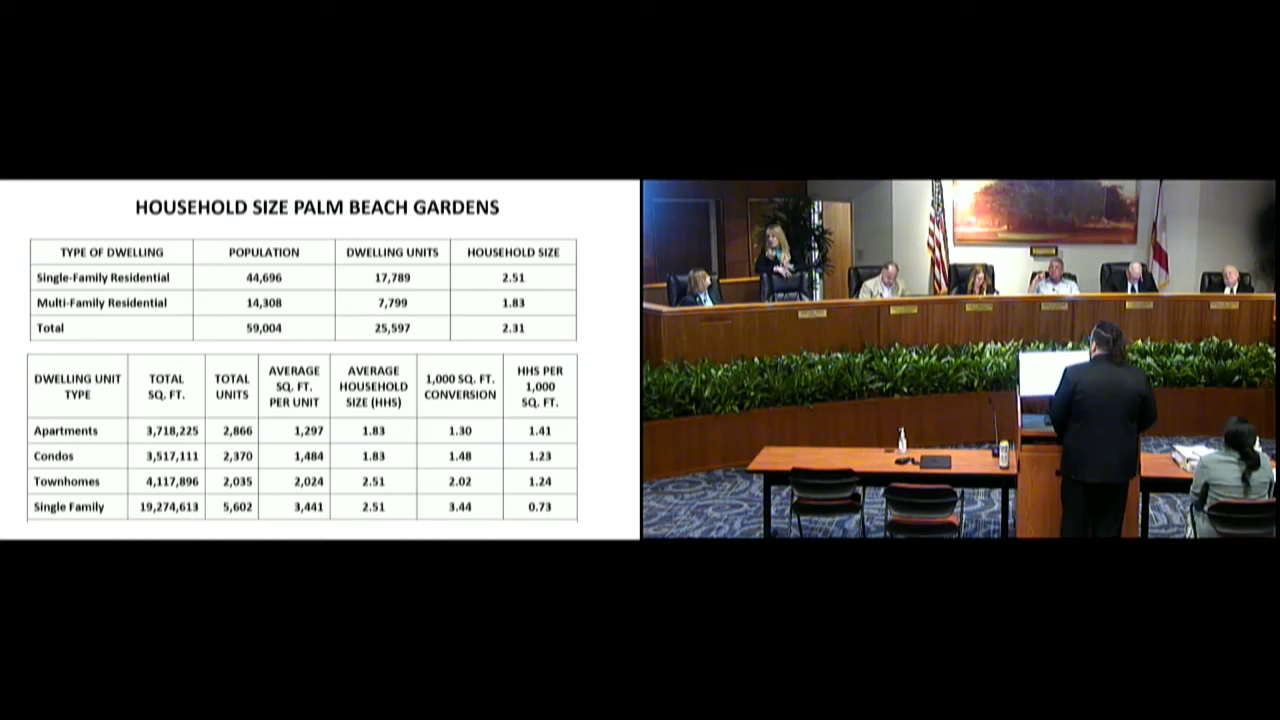 HOUSEHOLD SIZE PALM BEACH GARDENS
TYPE OF DWELLING POPULATION DWELLING UNITS HOUSEHOLD SIZE
Single-Family Residential 44,696 17,789 2.51
Multi-Family Residential 14,308 7,799 1.83
Total 59,004 25,597 2.31
DWELLING UNIT TYPE TOTAL SQ. FT. TOTAL UNITS AVERAGE SQ. FT. PER UNIT AVERAGE HOUSEHOLD SIZE (HHS) 1,000 SQ. FT. CONVERSION HHS PER 1,000 SQ. FT.
Apartments 3,718,225 2,866 1,297 1.83 1.30 1.41
Condos 3,517,111 2,370 1,484 1.83 1.48 1.23
Townhomes 4,117,896 2,035 2,024 2.51 2.02 1.24
Single Family 19,274,613 5,602 3,441 2.51 3.44 0.73